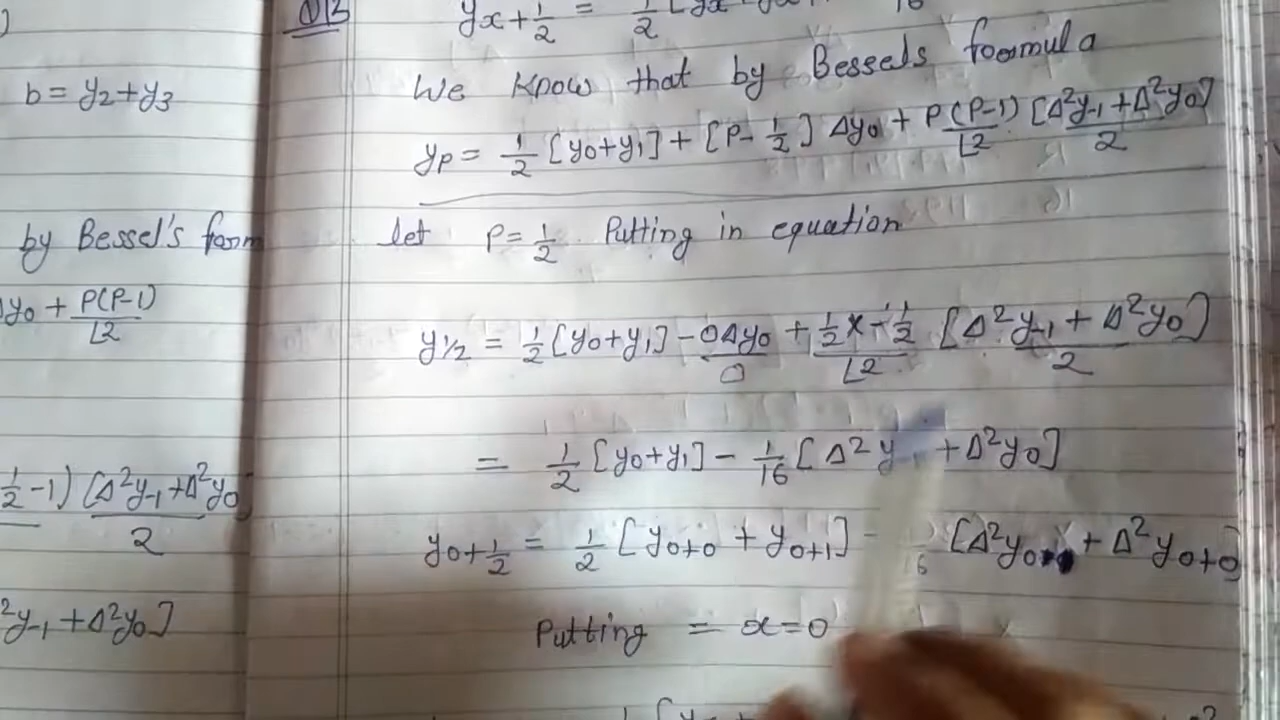 b = y2+y3
by Bessel's form
y0 + P(P-1)/⌊2
1/2 -1) (Δ²y-1 + Δ²y0)/2
²y-1 + Δ²y0]
yx+1/2 = 1/2 [yx
We Know that by Bessels foormula
yP = 1/2 [y0+y1] + [P- 1/2] Δy0 + P(P-1)/⌊2 [Δ²y-1 + Δ²y0]/2
let P=1/2 Putting in equation
y1/2 = 1/2 [y0+y1] - 0Δy0 + 1/2 x -1/2 /⌊2 [Δ²y-1 + Δ²y0]/2
0
= 1/2 [y0+y1] - 1/16 [Δ²y + Δ²y0]
y0+1/2 = 1/2 [y0+0 + y0+1] - 16 [Δ²y0 + Δ²y0+0]
Putting = x=0